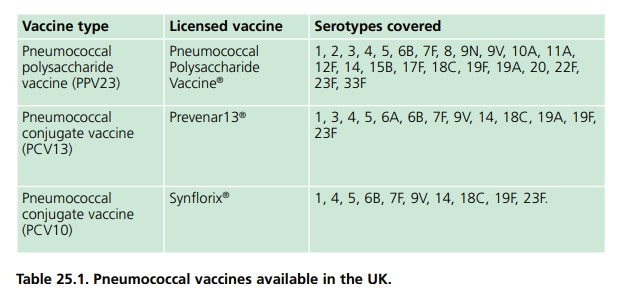 Vaccine type Licensed vaccine Serotypes covered
Pneumococcal
polysaccharide
vaccine (PPV23)
Pneumococcal
Polysaccharide
Vaccine®
1, 2, 3, 4, 5, 6B, 7F, 8, 9N, 9V, 10A, 11A,
12F, 14, 15B, 17F, 18C, 19F, 19A, 20, 22F,
23F, 33F
Pneumococcal
conjugate vaccine
(PCV13)
Prevenar13®
1, 3, 4, 5, 6A, 6B, 7F, 9V, 14, 18C, 19A, 19F,
23F
Pneumococcal
conjugate vaccine
(PCV10)
Synflorix®
1, 4, 5, 6B, 7F, 9V, 14, 18C, 19F, 23F.
Table 25.1. Pneumococcal vaccines available in the UK.